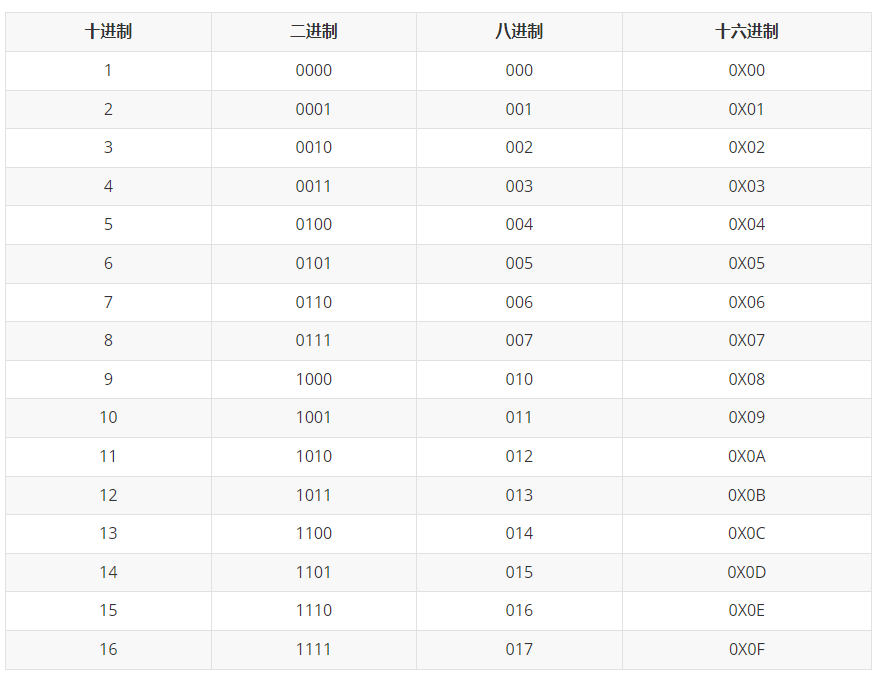 十进制 二进制 八进制 十六进制
1 0000 000 0X00
2 0001 001 0X01
3 0010 002 0X02
4 0011 003 0X03
5 0100 004 0X04
6 0101 005 0X05
7 0110 006 0X06
8 0111 007 0X07
9 1000 010 0X08
10 1001 011 0X09
11 1010 012 0X0A
12 1011 013 0X0B
13 1100 014 0X0C
14 1101 015 0X0D
15 1110 016 0X0E
16 1111 017 0X0F